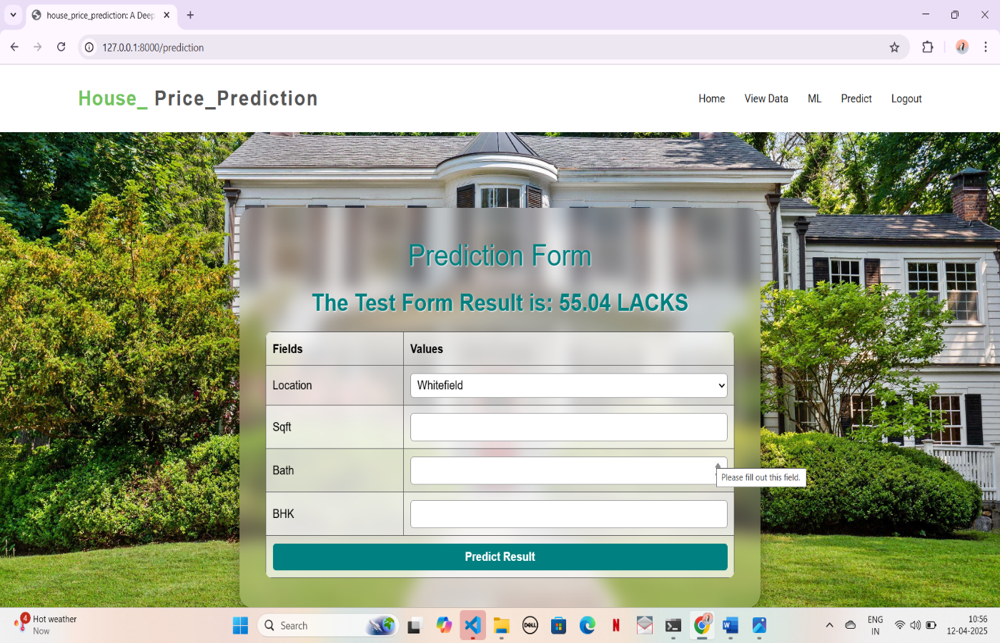 house_price_prediction: A Deep
127.0.0.1:8000/prediction
House_ Price_Prediction
Home
View Data
ML
Predict
Logout
Prediction Form
The Test Form Result is: 55.04 LACKS
Fields
Values
Location
Whitefield
Sqft
Bath
Please fill out this field.
BHK
Predict Result
4
Hot weather
Now
Search
DELL
N
W
ENG
IN
10:56
12-04-2025